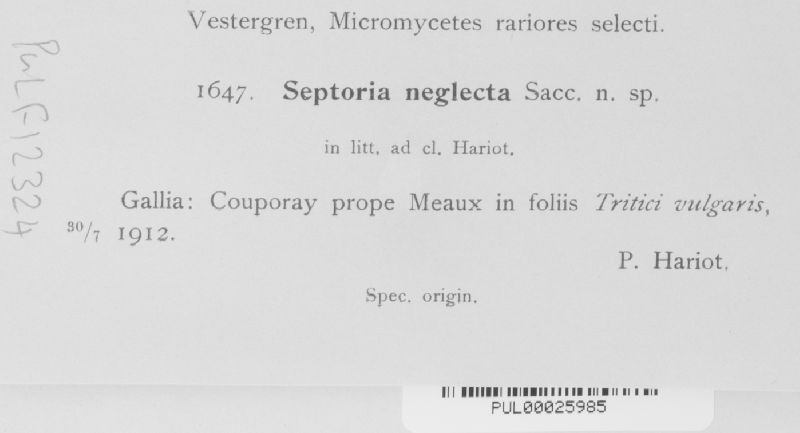 Vestergren, Micromycetes rariores selecti.
1647. Septoria neglecta Sacc. n. sp.
in litt. ad cl. Hariot.
Gallia: Couporay prope Meaux in foliis Tritici vulgaris,
30/7 1912.
P. Hariot.
Spec. origin.
PUL F12324
PUL00025985